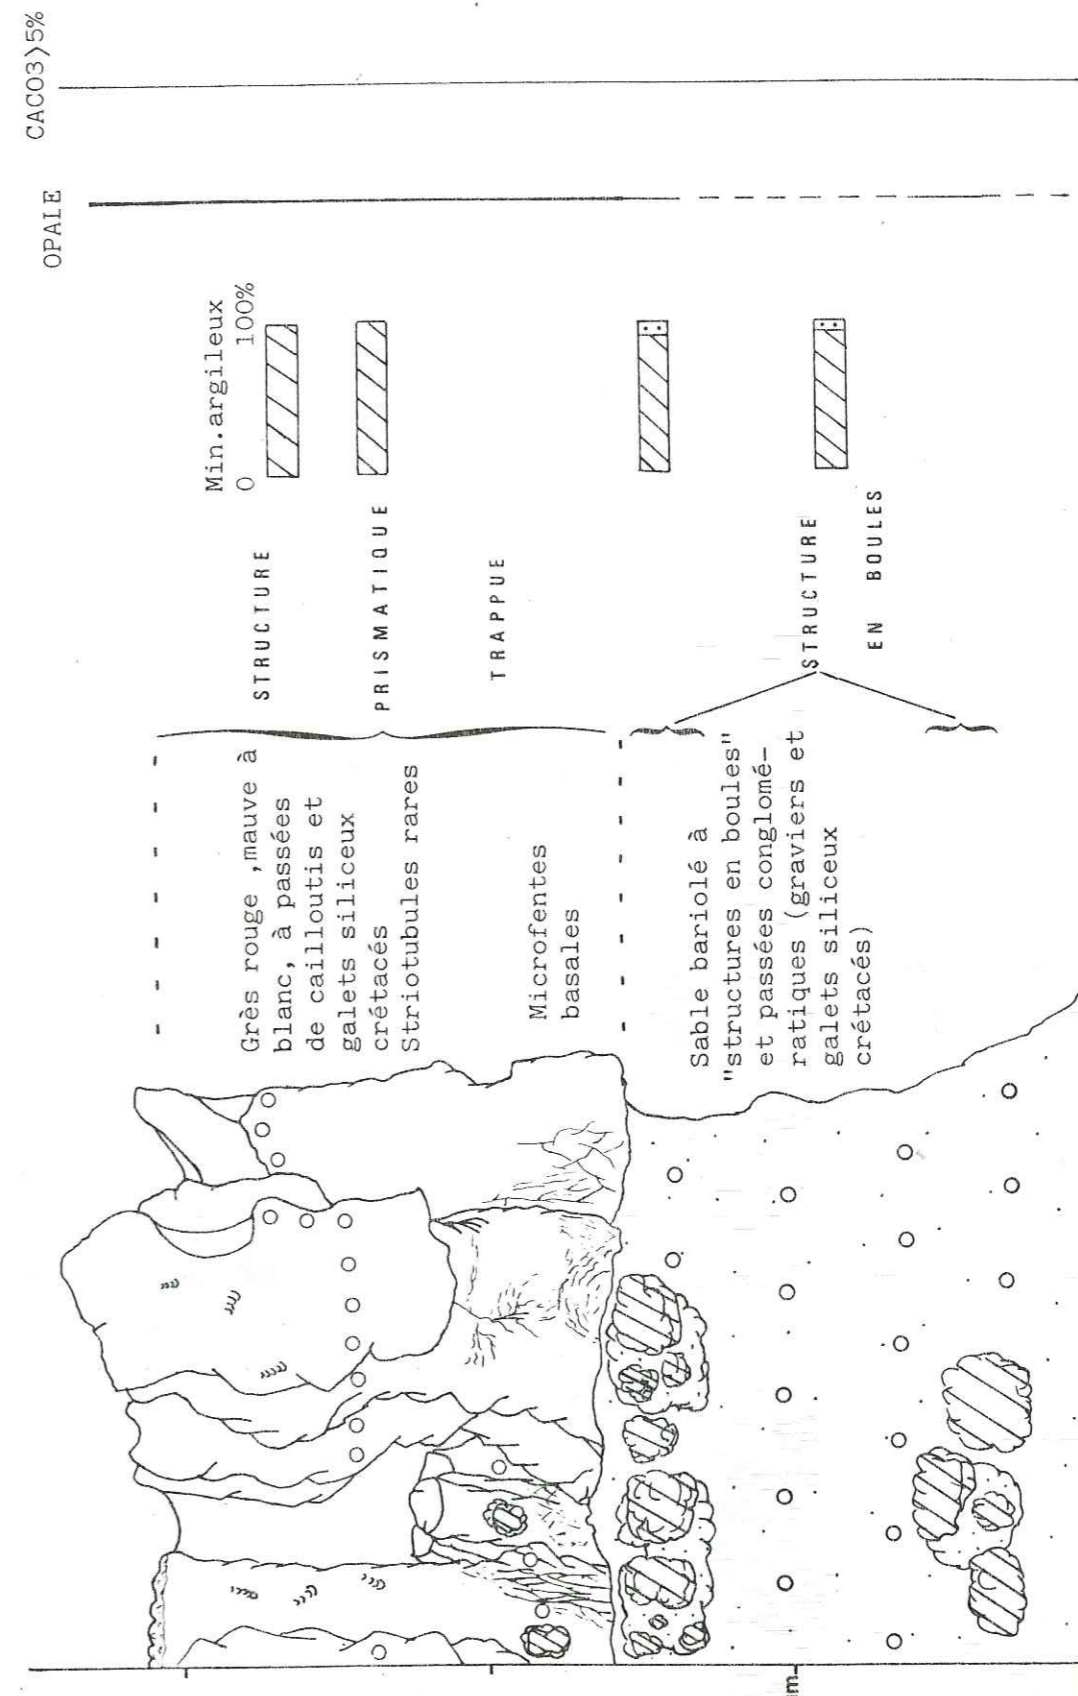 CACO3>5%
OPALE
Min.argileux
0 100%
STRUCTURE
PRISMATIQUE
TRAPPUE
STRUCTURE
EN BOULES
Grès rouge ,mauve à
blanc, à passées
de cailloutis et
galets siliceux
crétacés
Striotubules rares
Microfentes
basales
Sable bariolé à
"structures en boules"
et passées conglomé-
ratiques (graviers et
galets siliceux
crétacés)